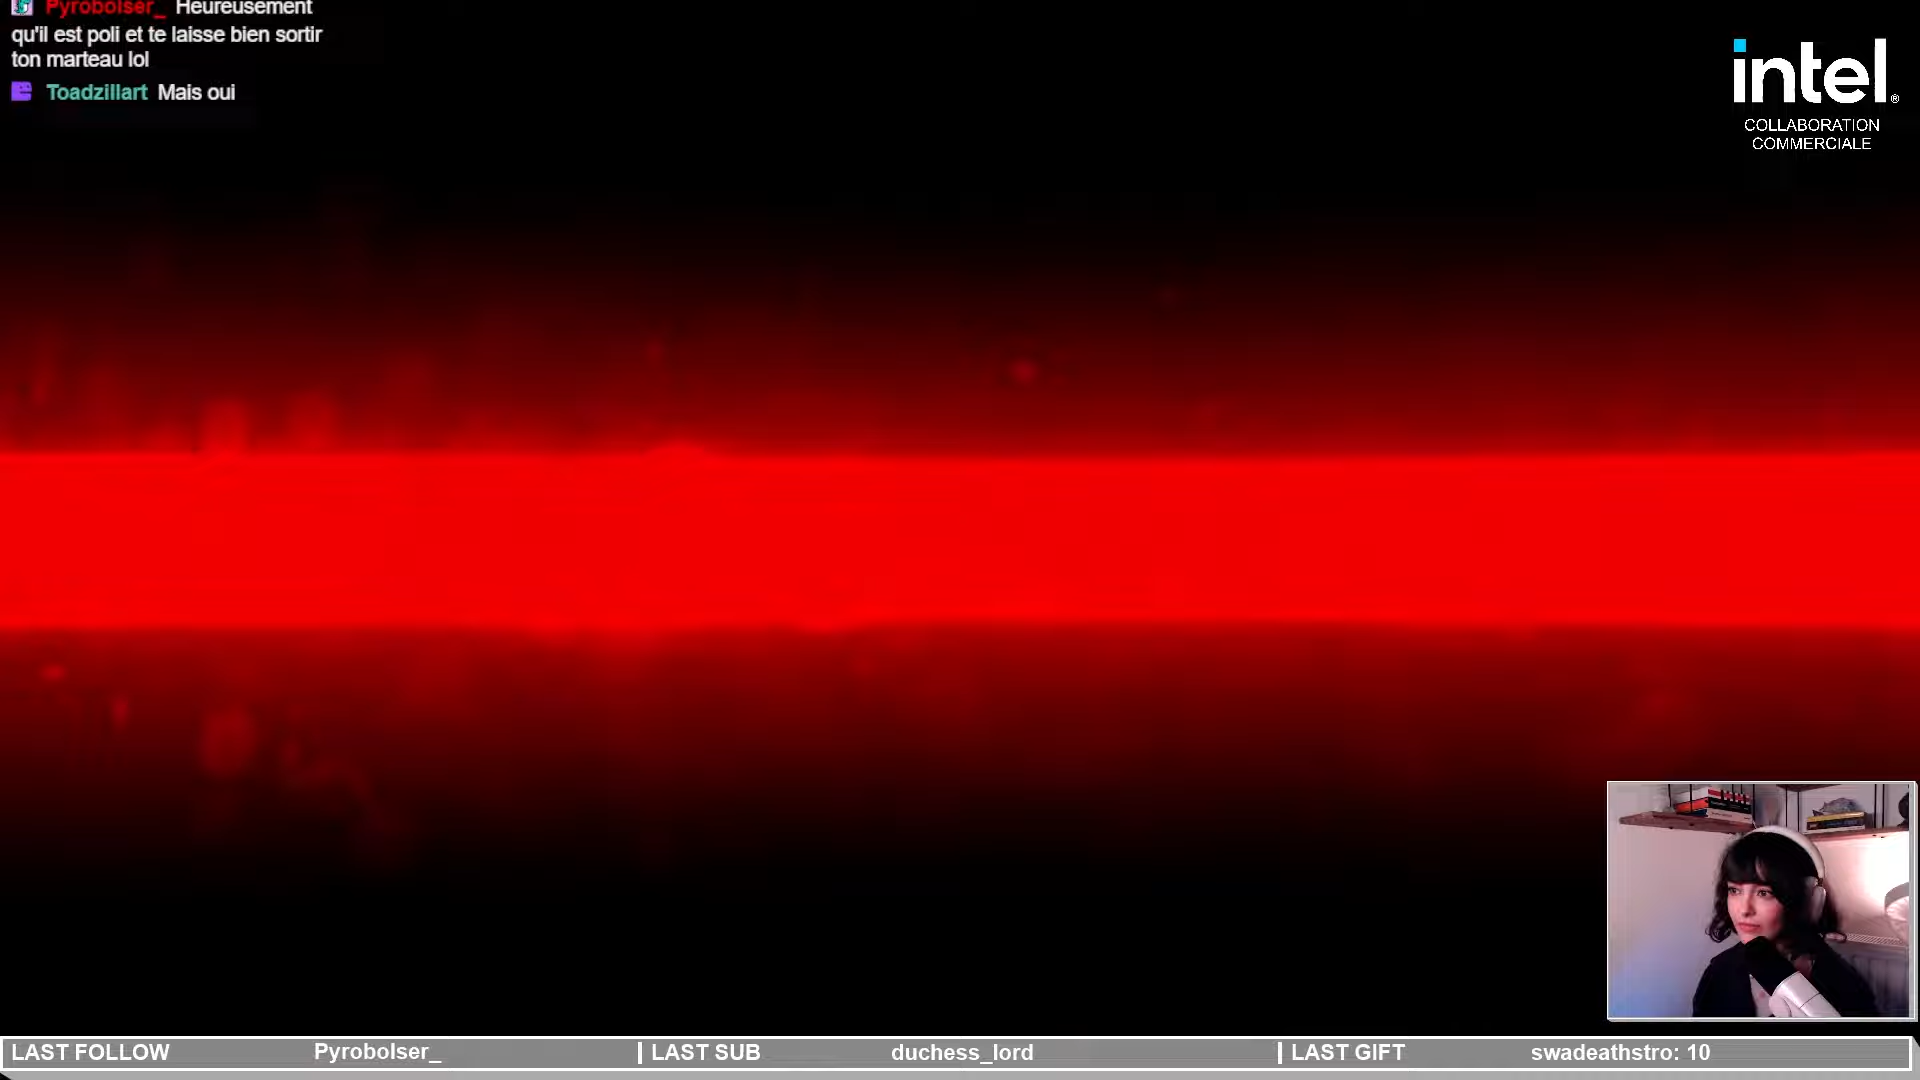 Pyrobolser_ Heureusement
qu'il est poli et te laisse bien sortir
ton marteau lol
Toadzillart Mais oui
intel®
COLLABORATION
COMMERCIALE
LAST FOLLOW Pyrobolser_ | LAST SUB duchess_lord | LAST GIFT swadeathstro: 10